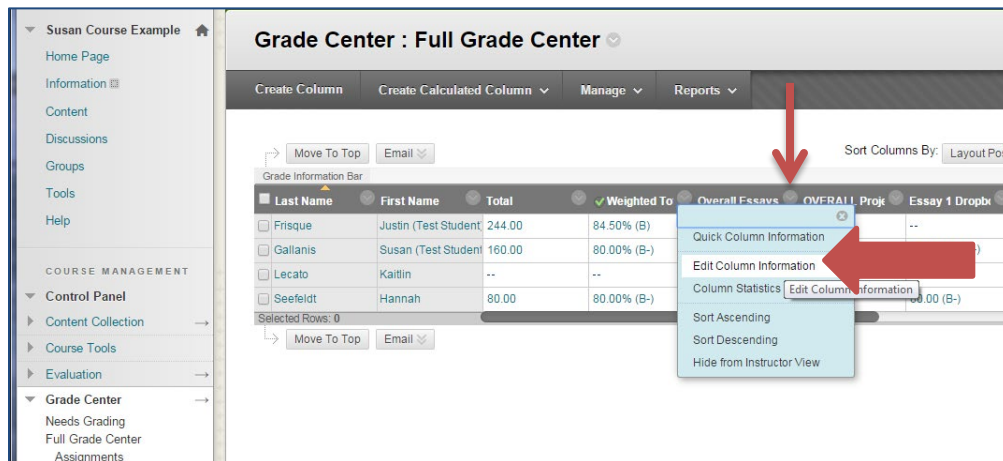 Susan Course Example
Home Page
Information
Content
Discussions
Groups
Tools
Help
COURSE MANAGEMENT
Control Panel
Content Collection
Course Tools
Evaluation
Grade Center
Needs Grading
Full Grade Center
Assignments
Grade Center : Full Grade Center
Create Column Create Calculated Column Manage Reports
Move To Top Email Sort Columns By: Layout Pos
Grade Information Bar
Last Name First Name Total Weighted To Overall Essays OVERALL Proje Essay 1 Dropb
Frisque Justin (Test Student 244.00 84.50% (B) --
Gallanis Susan (Test Student 160.00 80.00% (B-)
Lecato Kaitlin -- --
Seefeldt Hannah 80.00 80.00% (B-) .00 (B-)
Selected Rows: 0
Move To Top Email
Quick Column Information
Edit Column Information
Column Statistics
Edit Column Information
Sort Ascending
Sort Descending
Hide from Instructor View